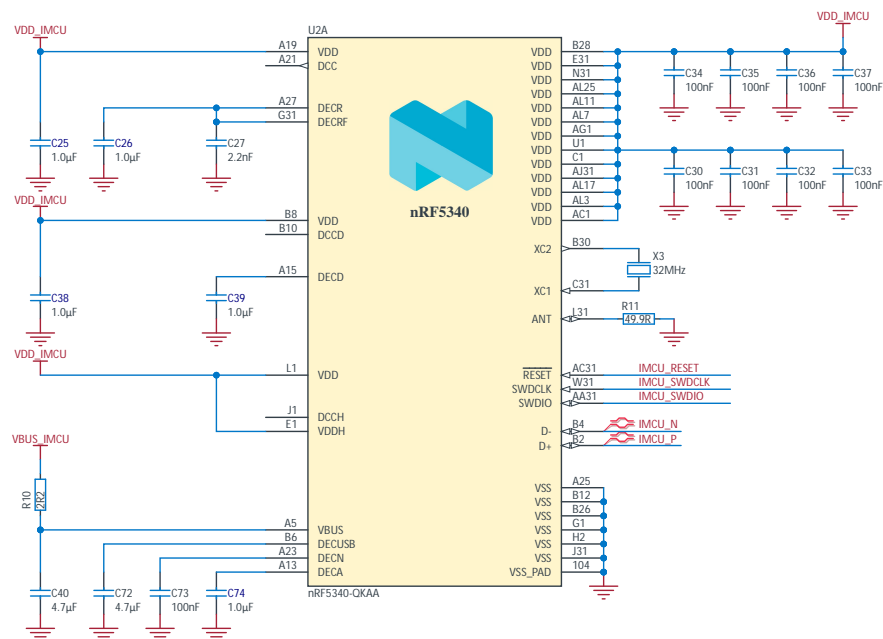 U2A
VDD_IMCU
VDD_IMCU
A19 VDD VDD B28
A21 DCC VDD E31
VDD N31
C34 100nF C35 100nF C36 100nF C37 100nF
VDD AL25
A27 DECR VDD AL11
G31 DECRF VDD AL7
VDD AG1
C25 1.0µF C26 1.0µF C27 2.2nF
VDD U1
VDD C1
VDD AJ31
C30 100nF C31 100nF C32 100nF C33 100nF
VDD AL17
VDD_IMCU
VDD AL3
nRF5340
B8 VDD VDD AC1
B10 DCCD
XC2 B30
X3
32MHz
A15 DECD
XC1 C31
C38 1.0µF C39 1.0µF
R11
ANT L31 49.9R
VDD_IMCU
L1 VDD RESET AC31 IMCU_RESET
SWDCLK W31 IMCU_SWDCLK
SWDIO AA31 IMCU_SWDIO
J1 DCCH
E1 VDDH D- B4 IMCU_N
D+ B2 IMCU_P
VBUS_IMCU
R10 2R2
VSS A25
VSS B12
VSS B26
A5 VBUS VSS G1
B6 DECUSB VSS H2
A23 DECN VSS J31
A13 DECA VSS_PAD 104
nRF5340-QKAA
C40 4.7µF C72 4.7µF C73 100nF C74 1.0µF